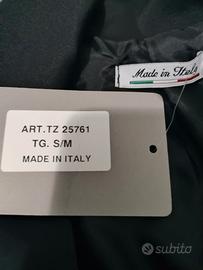 Made in Italy
ART.TZ 25761
TG. S/M
MADE IN ITALY
subito